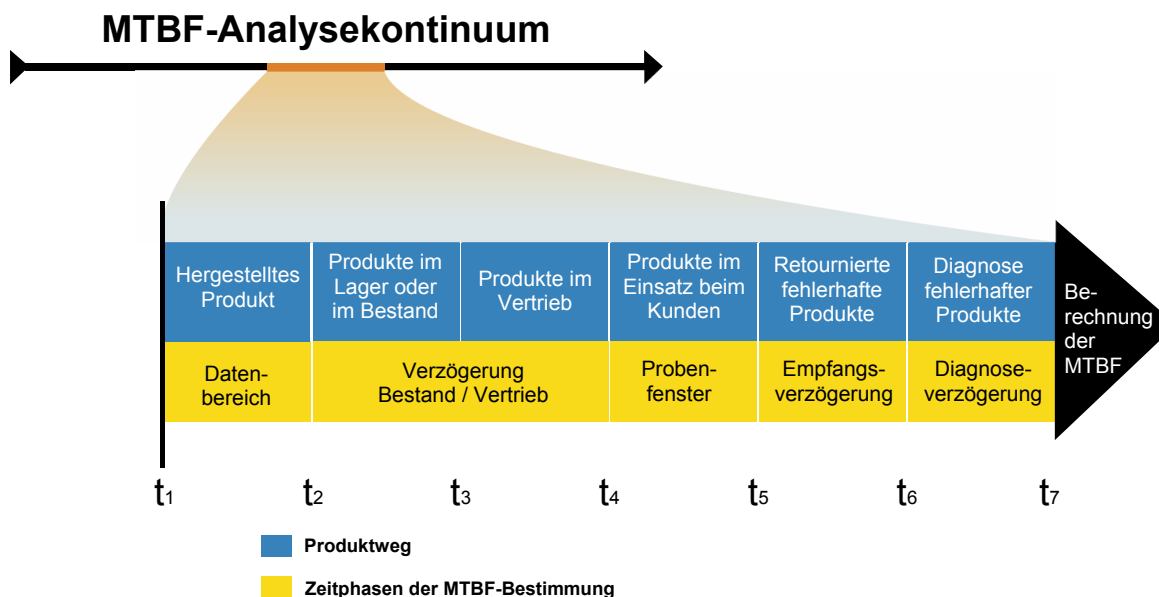 MTBF-Analysekontinuum
Hergestelltes
Produkt
Produkte im
Lager oder
im Bestand
Produkte im
Vertrieb
Produkte im
Einsatz beim
Kunden
Retournierte
fehlerhafte
Produkte
Diagnose
fehlerhafter
Produkte
Be-
rechnung
der
MTBF
Daten-
bereich
Verzögerung
Bestand / Vertrieb
Proben-
fenster
Empfangs-
verzögerung
Diagnose-
verzögerung
t1 t2 t3 t4 t5 t6 t7
Produktweg
Zeitphasen der MTBF-Bestimmung